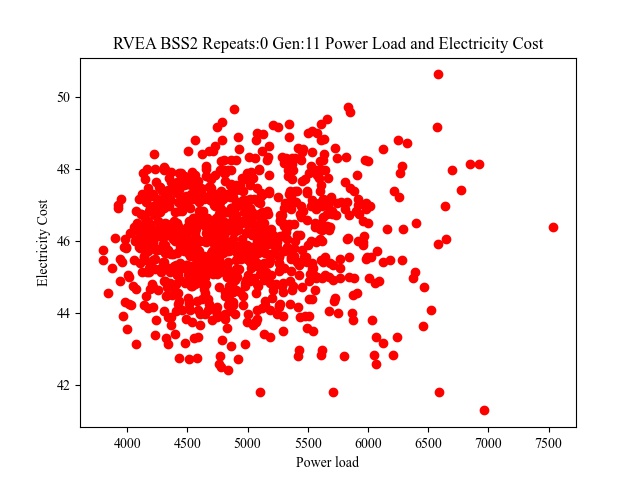 RVEA BSS2 Repeats:0 Gen:11 Power Load and Electricity Cost
Electricity Cost
50
48
46
44
42
4000 4500 5000 5500 6000 6500 7000 7500
Power load